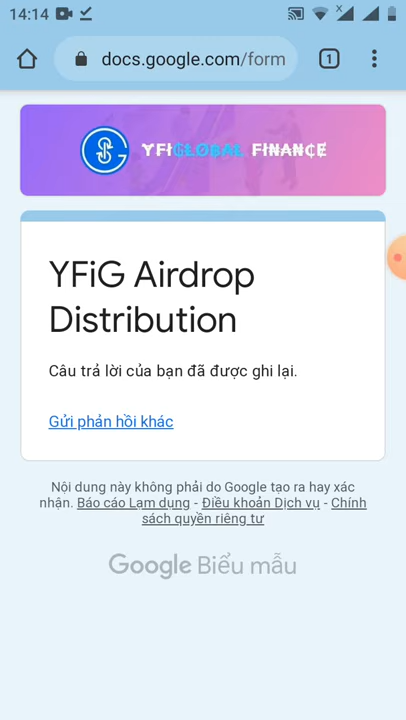 14:14
docs.google.com/form
1
YFIGLOBAL FINANCE
YFiG Airdrop
Distribution
Câu trả lời của bạn đã được ghi lại.
Gửi phản hồi khác
Nội dung này không phải do Google tạo ra hay xác
nhận. Báo cáo Lạm dụng - Điều khoản Dịch vụ - Chính
sách quyền riêng tư
Google Biểu mẫu